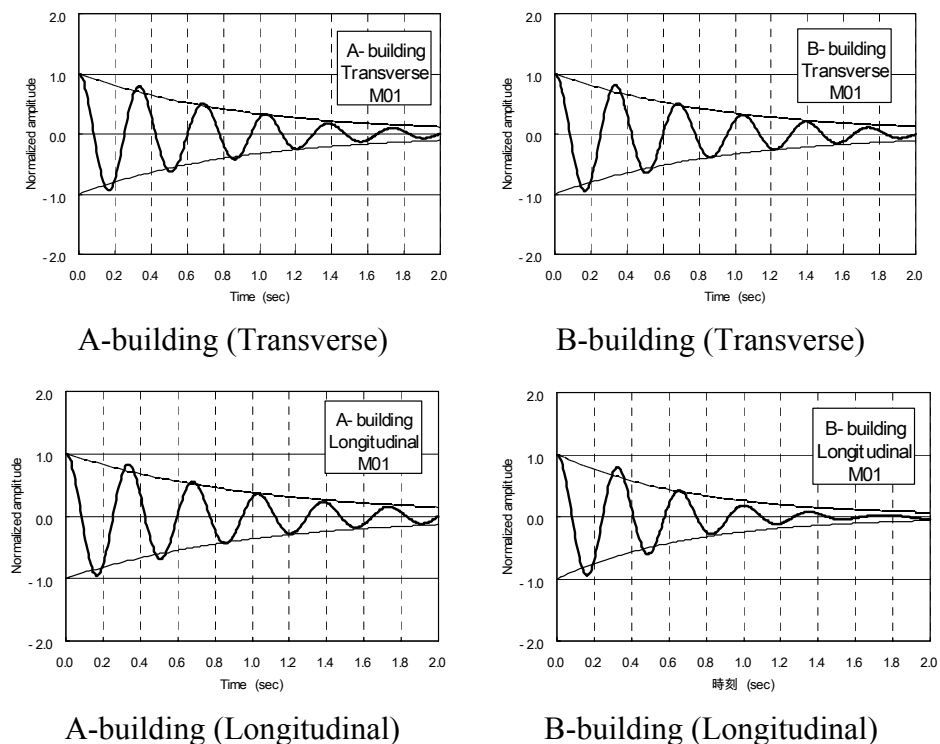 2.0
1.0
0.0
- 1.0
- 2.0
Normalized amplitude
A- building
Transverse
M01
0.0 0.2 0.4 0.6 0.8 1.0 1.2 1.4 1.6 1.8 2.0
Time (sec)
A-building (Transverse)
2.0
1.0
0.0
- 1.0
- 2.0
Normalized amplitude
B- building
Transverse
M01
0.0 0.2 0.4 0.6 0.8 1.0 1.2 1.4 1.6 1.8 2.0
Time (sec)
B-building (Transverse)
2.0
1.0
0.0
- 1.0
- 2.0
Normalized amplitude
A- building
Longitudinal
M01
0.0 0.2 0.4 0.6 0.8 1.0 1.2 1.4 1.6 1.8 2.0
Time (sec)
A-building (Longitudinal)
2.0
1.0
0.0
- 1.0
- 2.0
Normalized amplitude
B- building
Longitudinal
M01
0.0 0.2 0.4 0.6 0.8 1.0 1.2 1.4 1.6 1.8 2.0
時刻 (sec)
B-building (Longitudinal)